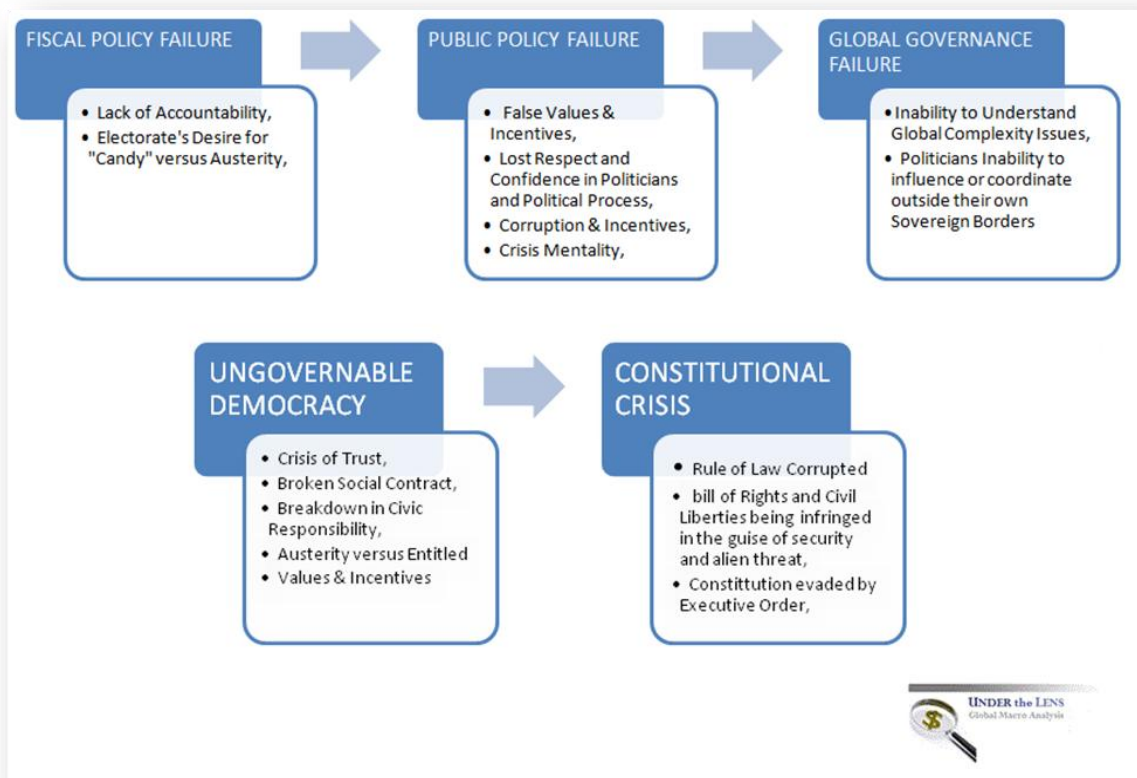 FISCAL POLICY FAILURE
• Lack of Accountability,
• Electorate's Desire for
"Candy" versus Austerity,
PUBLIC POLICY FAILURE
• False Values &
Incentives,
• Lost Respect and
Confidence in Politicians
and Political Process,
• Corruption & Incentives,
• Crisis Mentality,
GLOBAL GOVERNANCE
FAILURE
•Inability to Understand
Global Complexity Issues,
• Politicians Inability to
influence or coordinate
outside their own
Sovereign Borders
UNGOVERNABLE
DEMOCRACY
• Crisis of Trust,
• Broken Social Contract,
• Breakdown in Civic
Responsibility,
• Austerity versus Entitled
• Values & Incentives
CONSTITUTIONAL
CRISIS
• Rule of Law Corrupted
• bill of Rights and Civil
Liberties being infringed
in the guise of security
and alien threat,
• Constittution evaded by
Executive Order,
$
UNDER the LENS
Global Macro Analysis